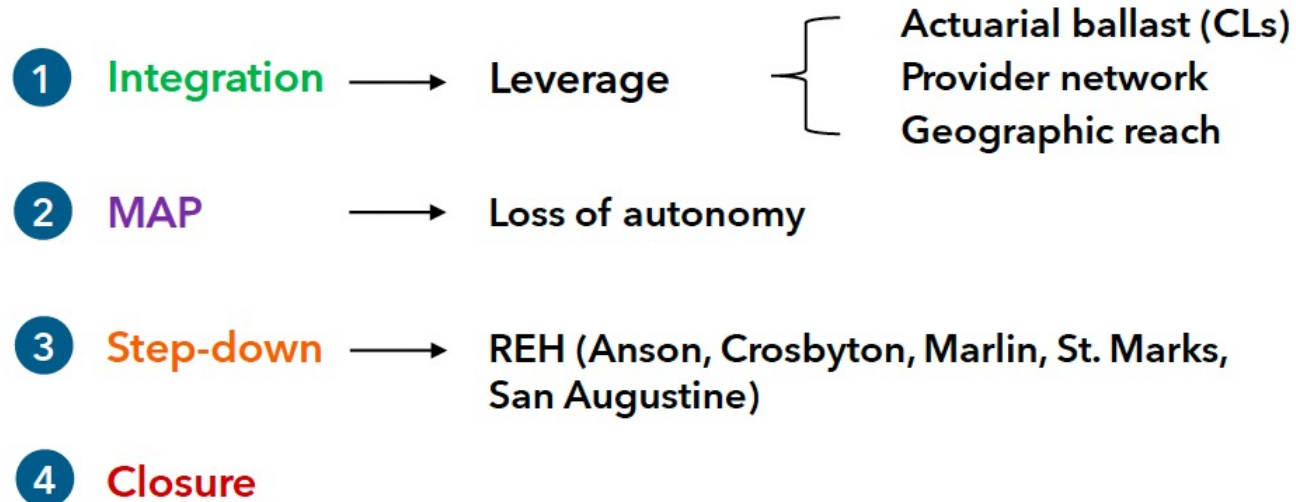 1 Integration Leverage
Actuarial ballast (CLs)
Provider network
Geographic reach
2 MAP Loss of autonomy
3 Step-down REH (Anson, Crosbyton, Marlin, St. Marks,
San Augustine)
4 Closure